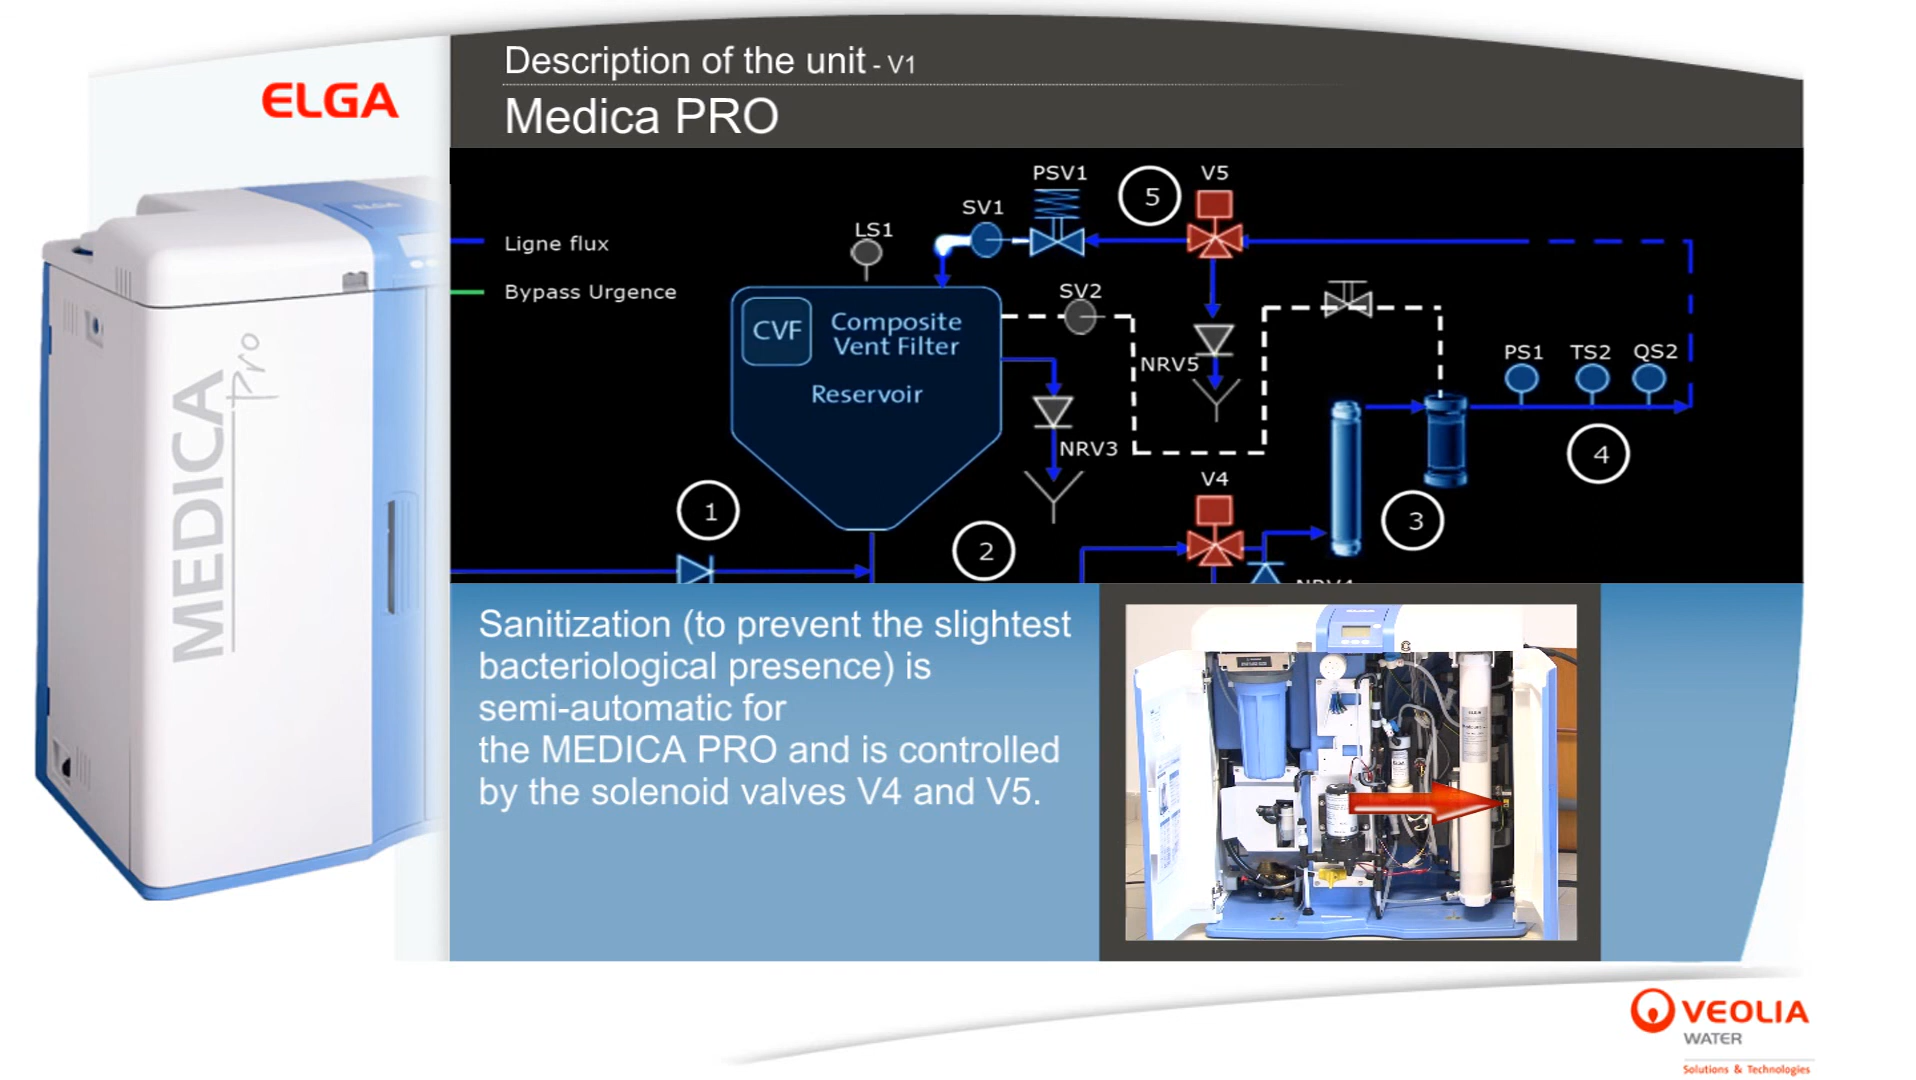 Description of the unit - V1
ELGA
Medica PRO
PSV1
5
V5
SV1
LS1
Ligne flux
Bypass Urgence
SV2
CVF
Composite
Vent Filter
Reservoir
NRV5
PS1
TS2
QS2
NRV3
4
V4
1
2
3
MEDICA
Pro
Sanitization (to prevent the slightest
bacteriological presence) is
semi-automatic for
the MEDICA PRO and is controlled
by the solenoid valves V4 and V5.
VEOLIA
WATER
Solutions & Technologies